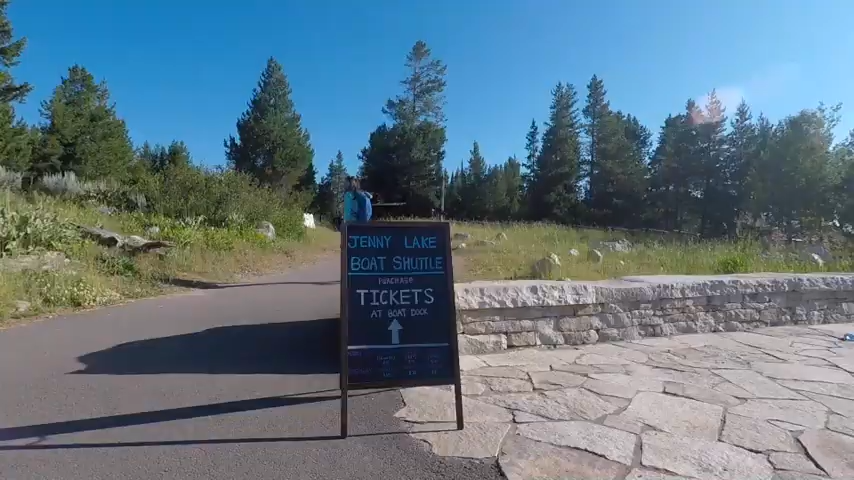 JENNY LAKE
BOAT SHUTTLE
PURCHASE
TICKETS
AT BOAT DOCK